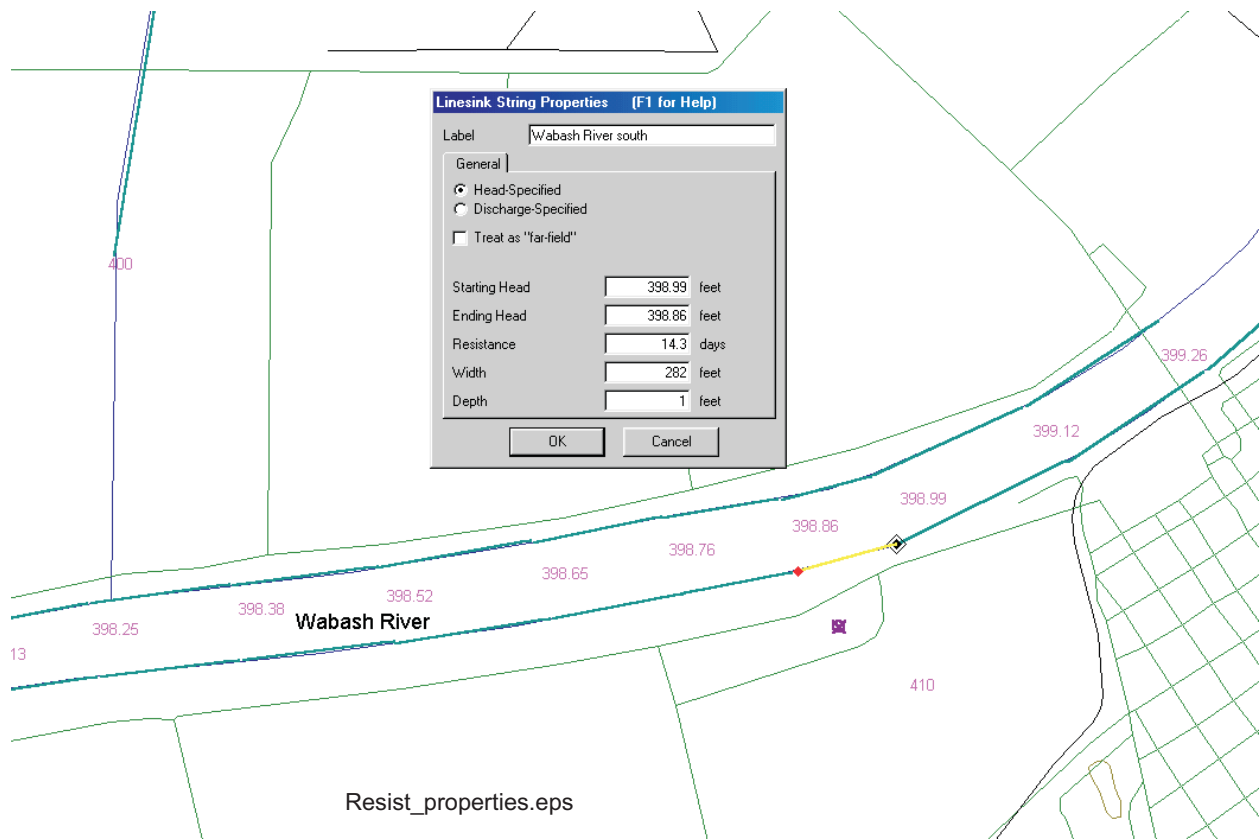 Linesink String Properties (F1 for Help)
Label Wabash River south
General
Head-Specified
Discharge-Specified
Treat as "far-field"
Starting Head 398.99 feet
Ending Head 398.86 feet
Resistance 14.3 days
Width 282 feet
Depth 1 feet
OK Cancel
400
399.26
399.12
398.99
398.86
398.76
398.65
398.52
398.38
Wabash River
398.25
13
410
Resist_properties.eps